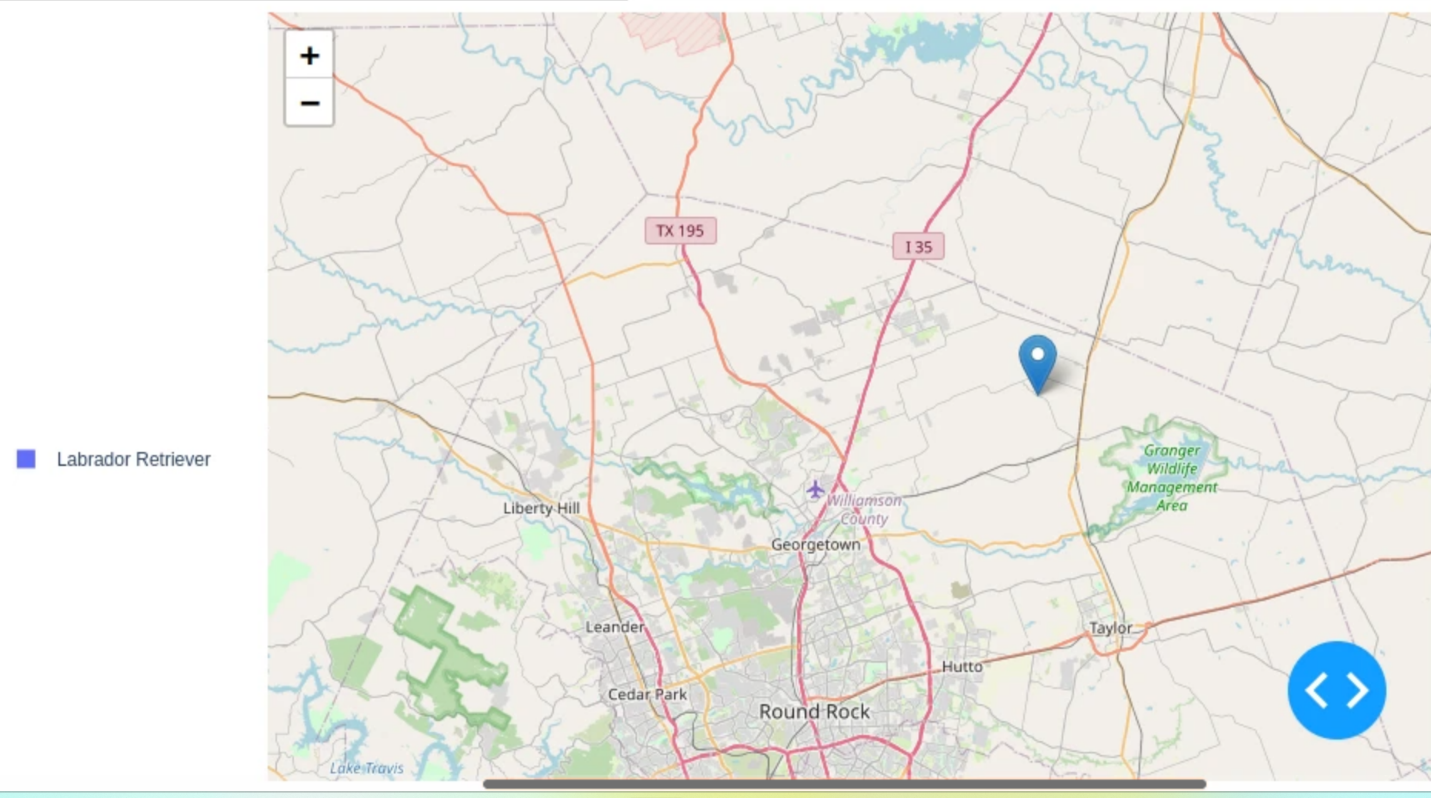 +
−
TX 195
I 35
Labrador Retriever
Granger
Wildlife
Management
Area
Liberty Hill
Williamson
County
Georgetown
Leander
Taylor
Hutto
Cedar Park
Round Rock
Lake Travis
< >